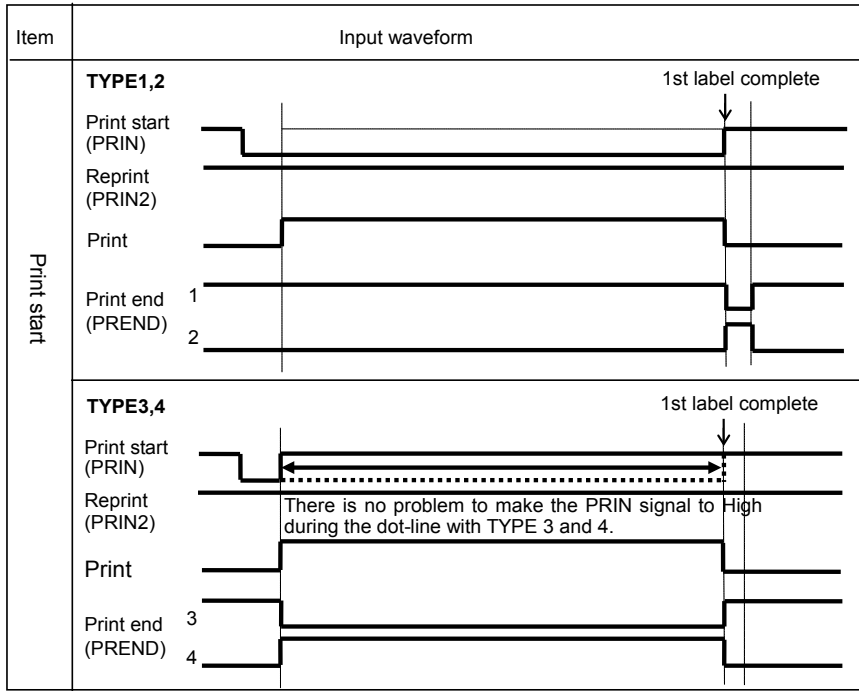 Item
Input waveform
Print start
TYPE1,2
1st label complete
Print start
(PRIN)
Reprint
(PRIN2)
Print
Print end
(PREND)
1
2
TYPE3,4
1st label complete
Print start
(PRIN)
Reprint
(PRIN2)
There is no problem to make the PRIN signal to High
during the dot-line with TYPE 3 and 4.
Print
Print end
(PREND)
3
4